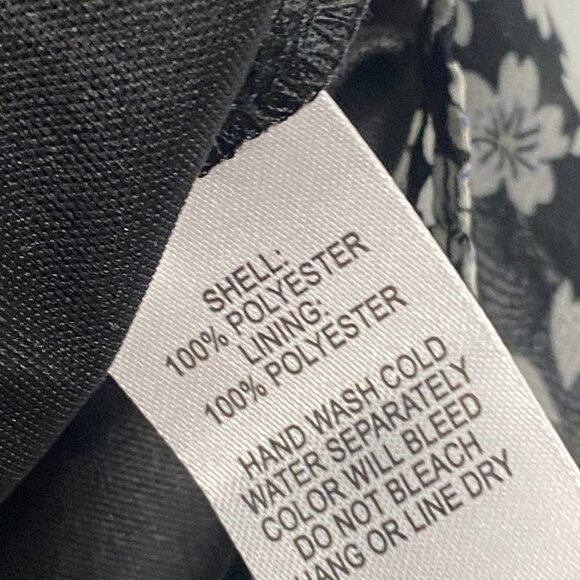 SHELL:
100% POLYESTER
LINING:
100% POLYESTER
HAND WASH COLD
WATER SEPARATELY
COLOR WILL BLEED
DO NOT BLEACH
HANG OR LINE DRY